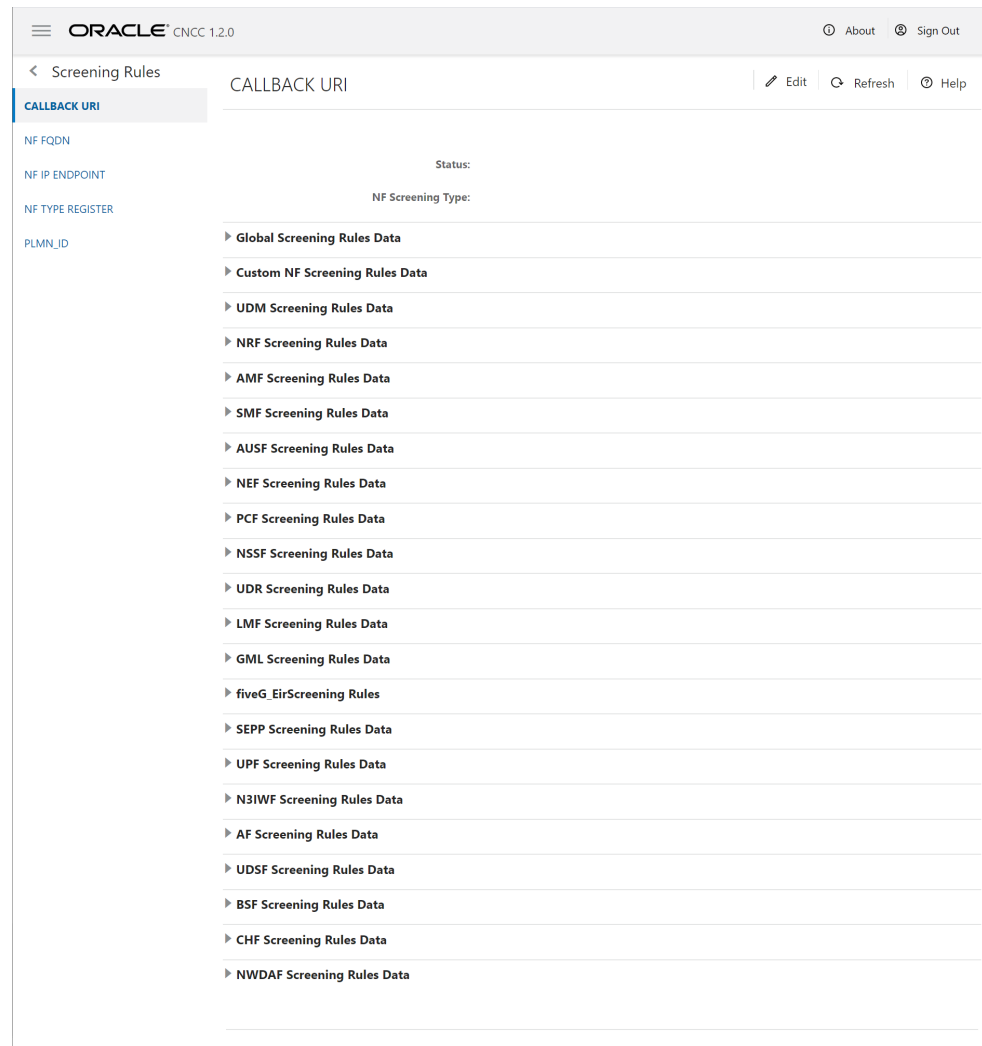 ORACLE® CNCC 1.2.0
About
Sign Out
Screening Rules
CALLBACK URI
NF FQDN
NF IP ENDPOINT
NF TYPE REGISTER
PLMN_ID
CALLBACK URI
Edit
Refresh
Help
Status:
NF Screening Type:
Global Screening Rules Data
Custom NF Screening Rules Data
UDM Screening Rules Data
NRF Screening Rules Data
AMF Screening Rules Data
SMF Screening Rules Data
AUSF Screening Rules Data
NEF Screening Rules Data
PCF Screening Rules Data
NSSF Screening Rules Data
UDR Screening Rules Data
LMF Screening Rules Data
GML Screening Rules Data
fiveG_EirScreening Rules
SEPP Screening Rules Data
UPF Screening Rules Data
N3IWF Screening Rules Data
AF Screening Rules Data
UDSF Screening Rules Data
BSF Screening Rules Data
CHF Screening Rules Data
NWDAF Screening Rules Data